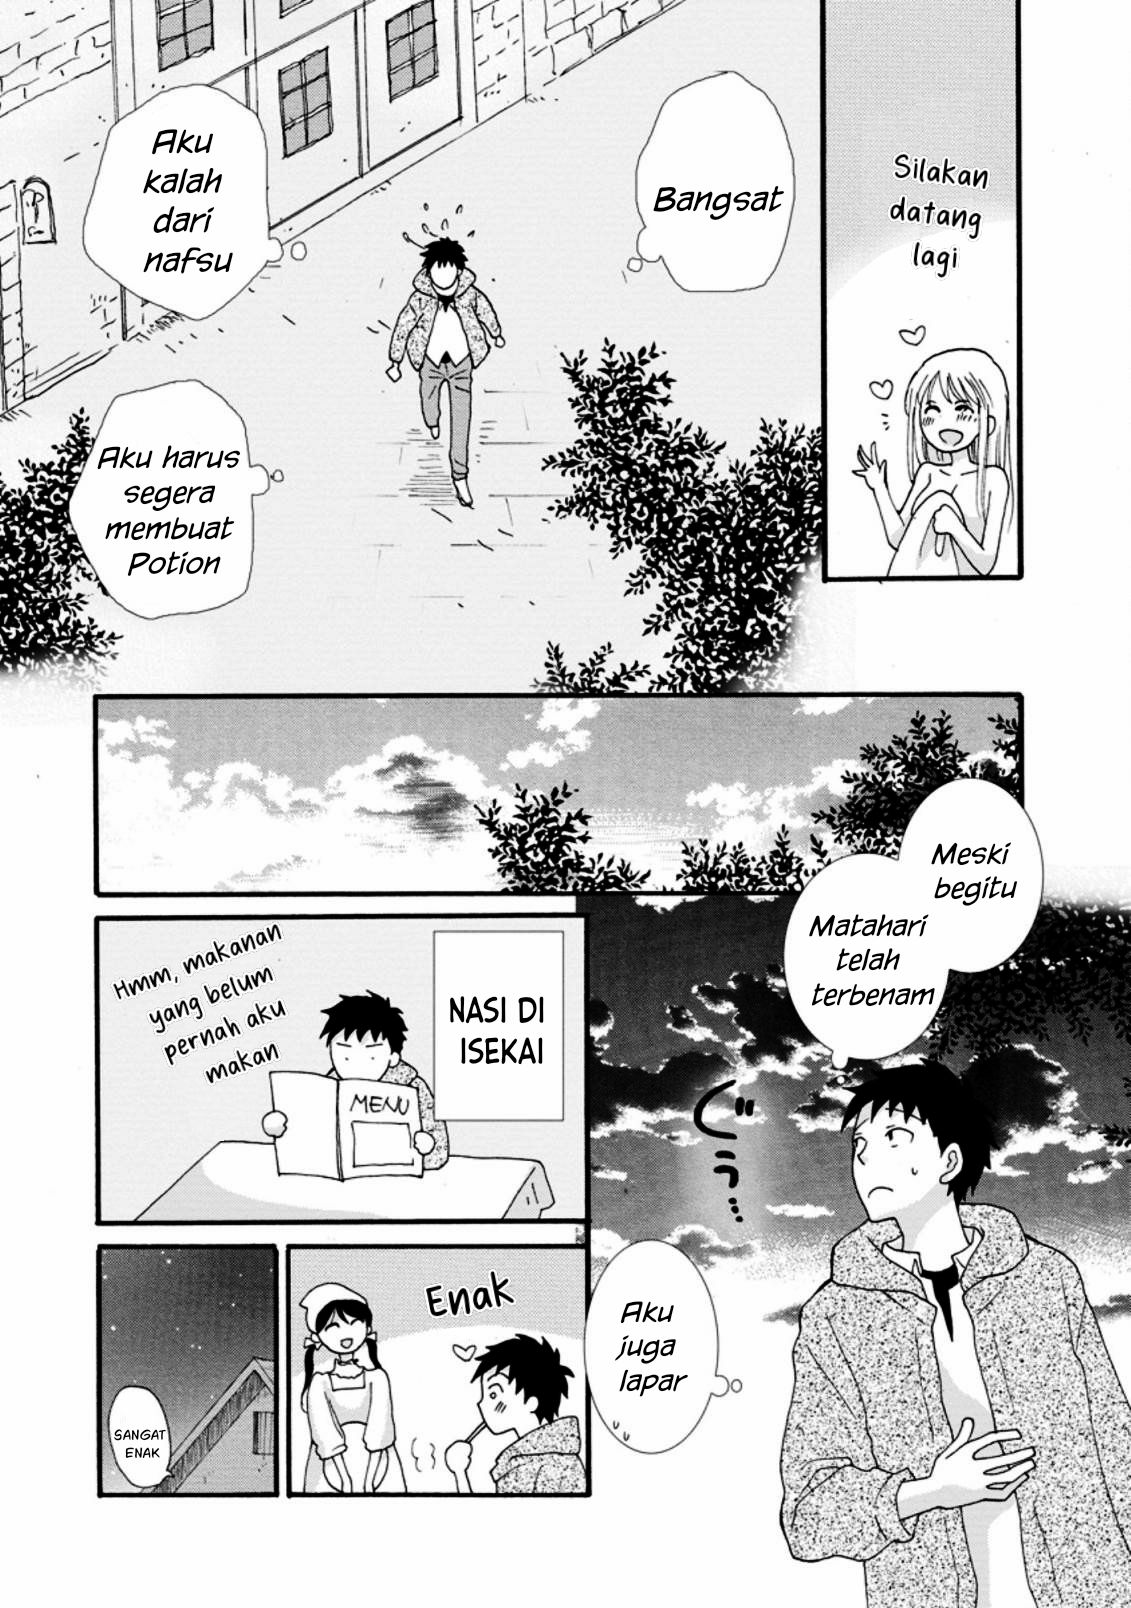 Silakan
datang
lagi
Bangsat
Aku
kalah
dari
nafsu
Aku harus
segera
membuat
Potion
Meski
begitu
Matahari
telah
terbenam
ぐうっ…
Aku
juga
lapar
NASI DI
ISEKAI
Hmm, makanan
yang belum
pernah aku
makan
MENU
Enak
SANGAT
ENAK